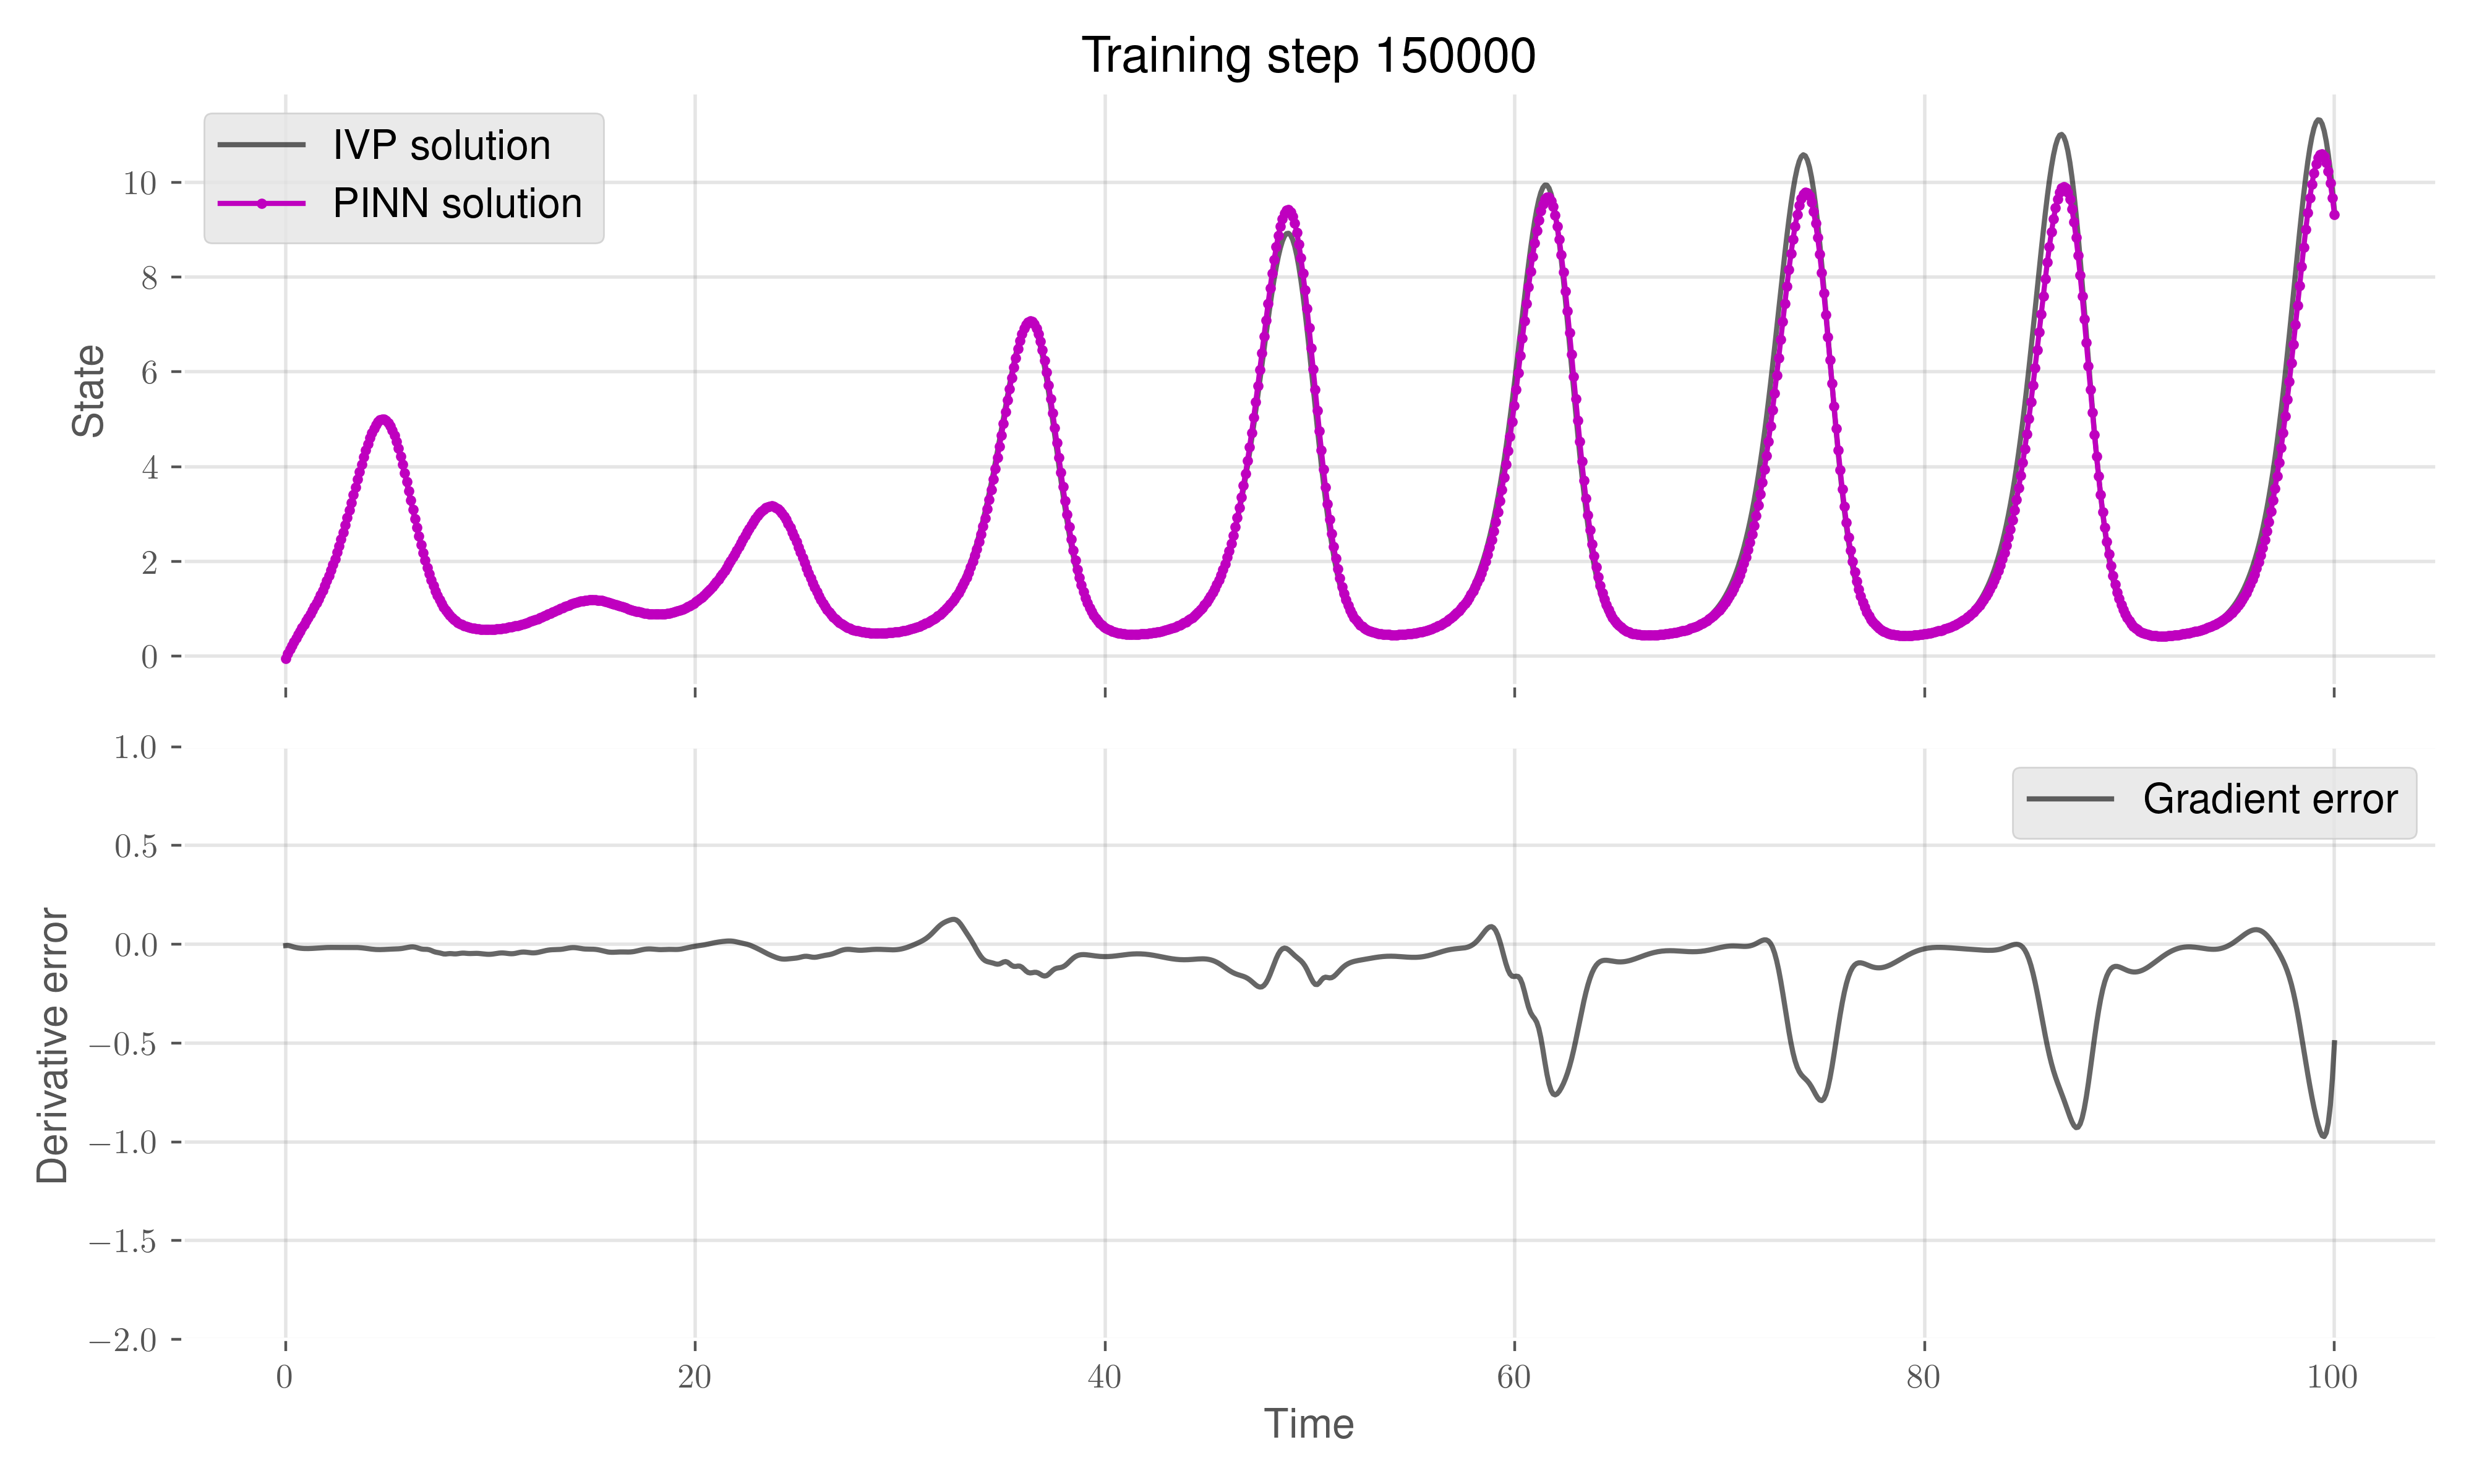 Training step 150000
IVP solution
PINN solution
10
8
6
4
2
0
State
1.0
0.5
0.0
−0.5
−1.0
−1.5
−2.0
Derivative error
Gradient error
0 20 40 60 80 100
Time